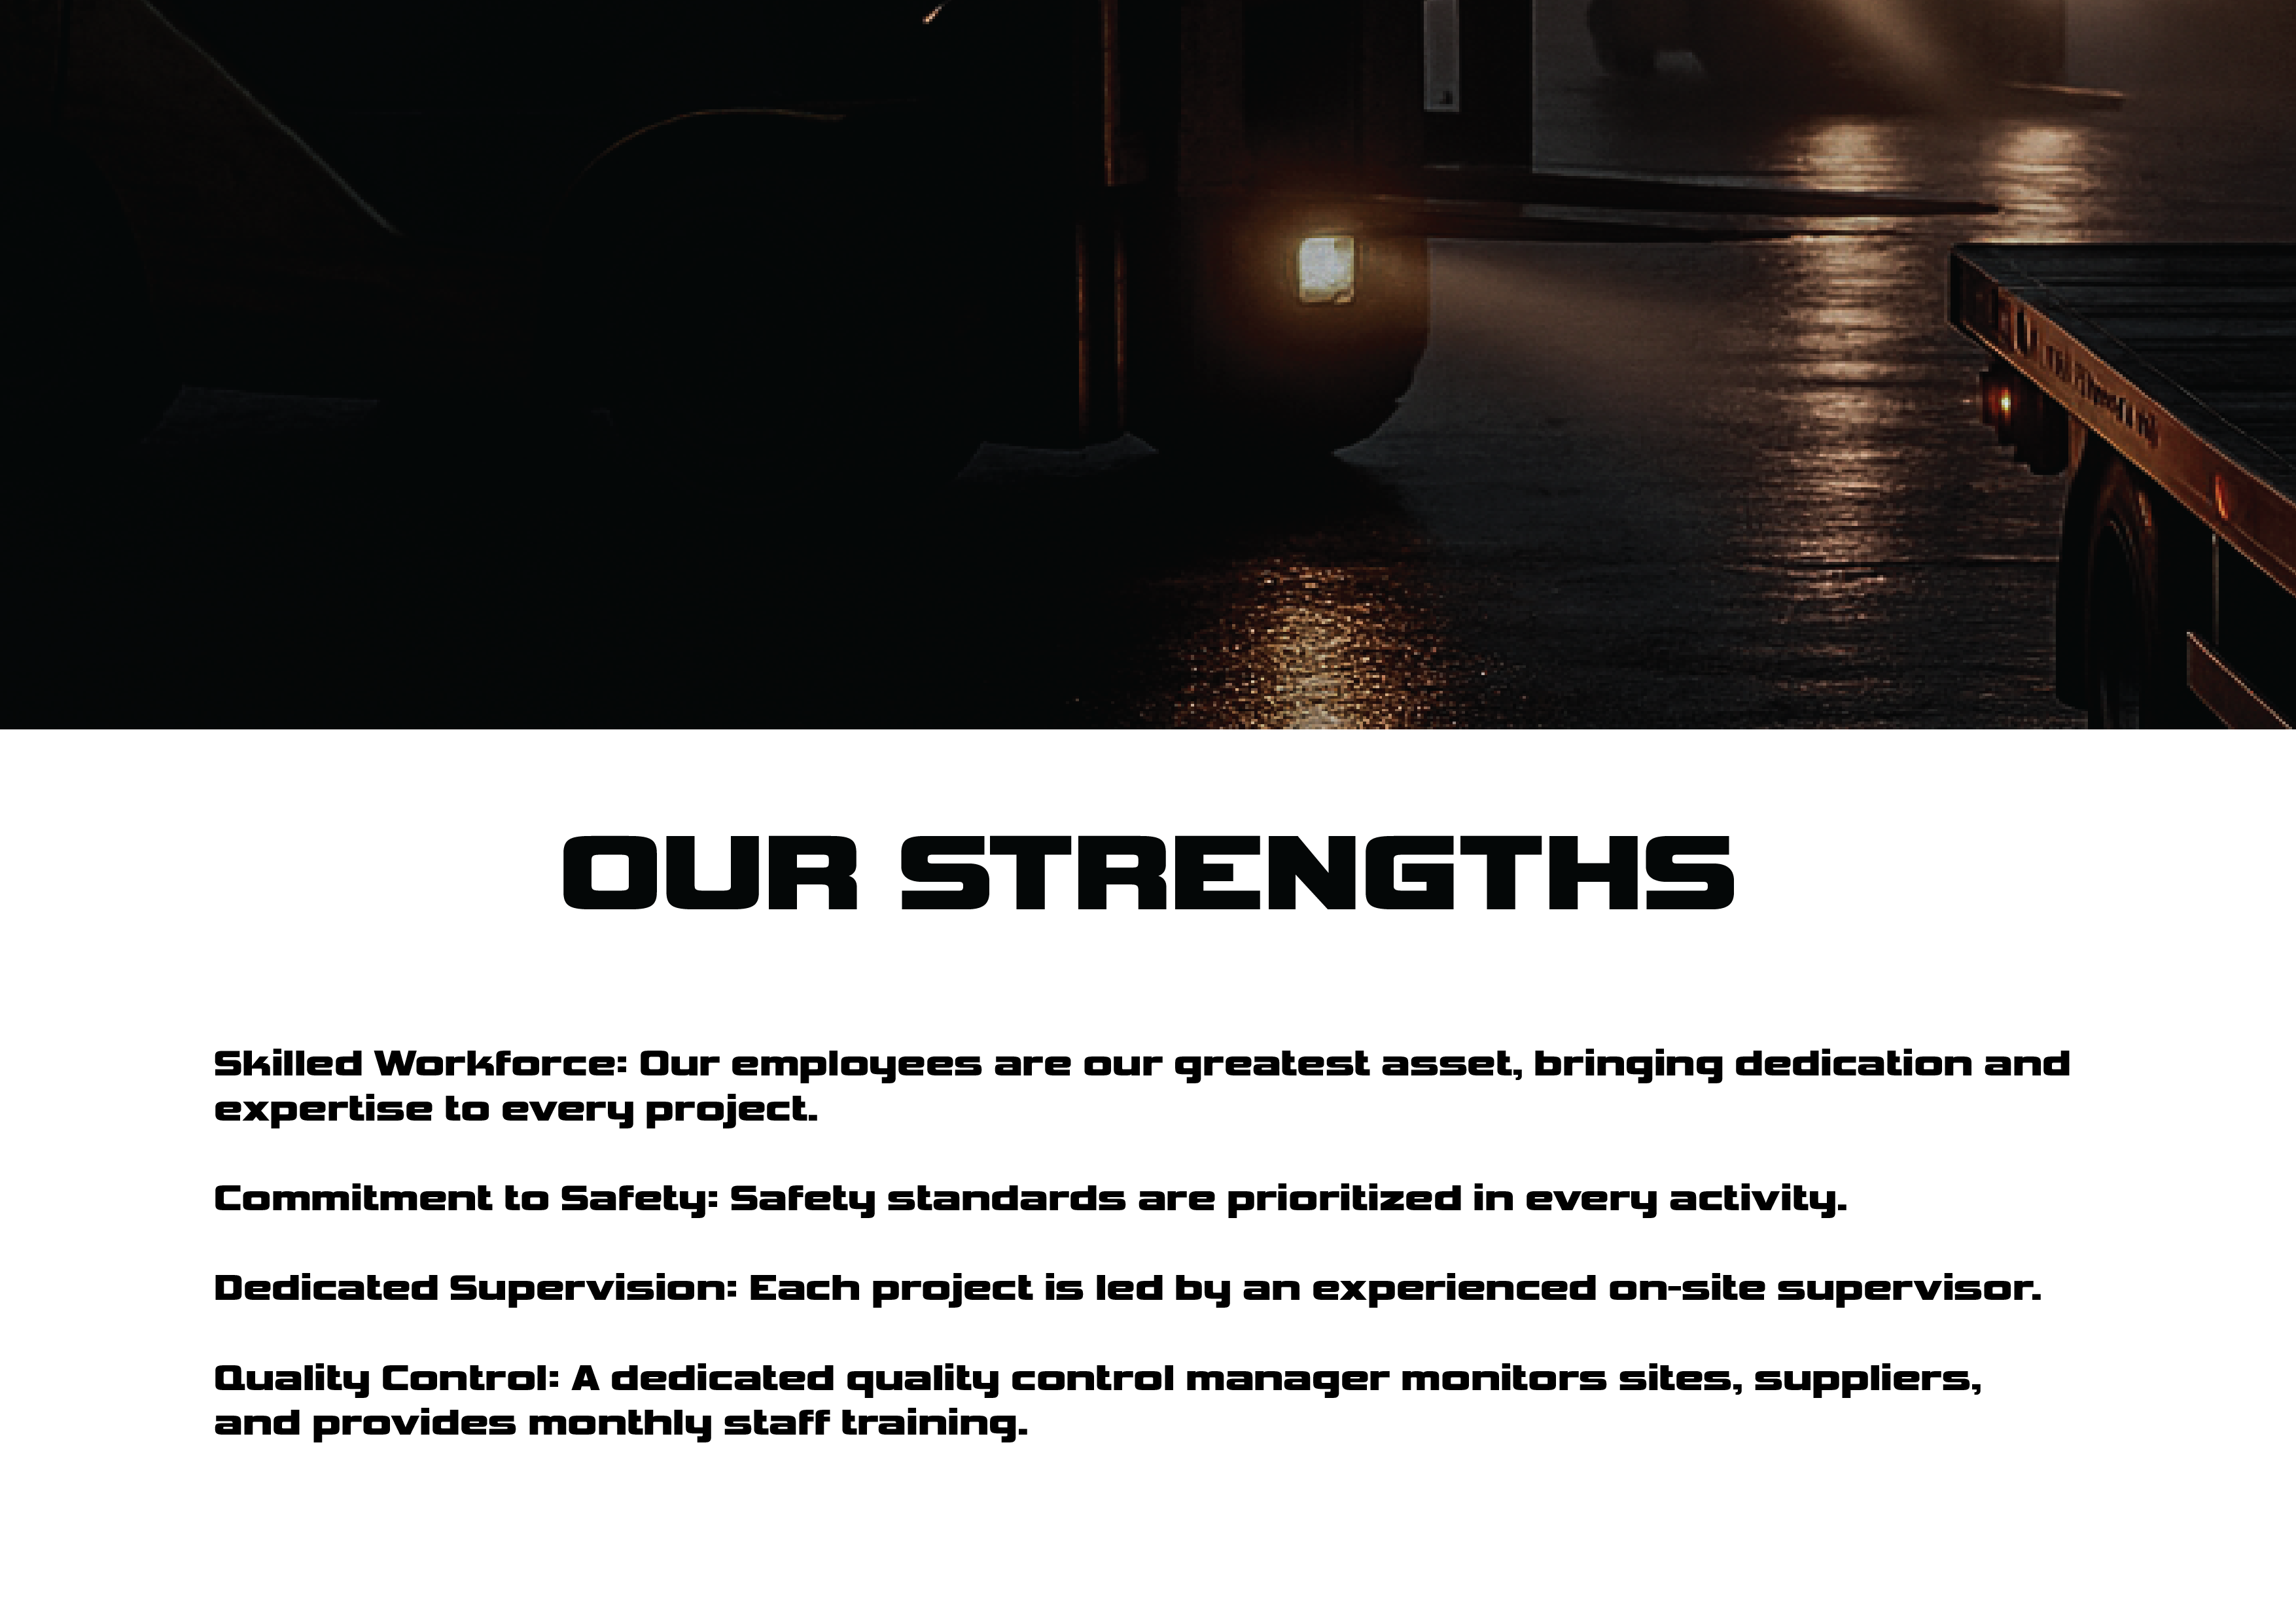 OUR STRENGTHS
Skilled Workforce: Our employees are our greatest asset, bringing dedication and
expertise to every project.
Commitment to Safety: Safety standards are prioritized in every activity.
Dedicated Supervision: Each project is led by an experienced on-site supervisor.
Quality Control: A dedicated quality control manager monitors sites, suppliers,
and provides monthly staff training.